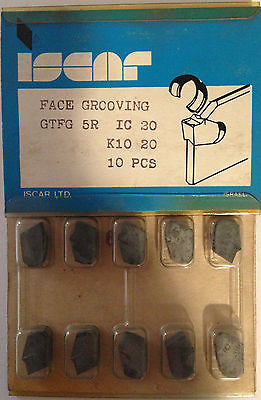 iscar
FACE GROOVING
GTFG 5R IC 20
K10 20
10 PCS
ISCAR LTD.
ISRAEL